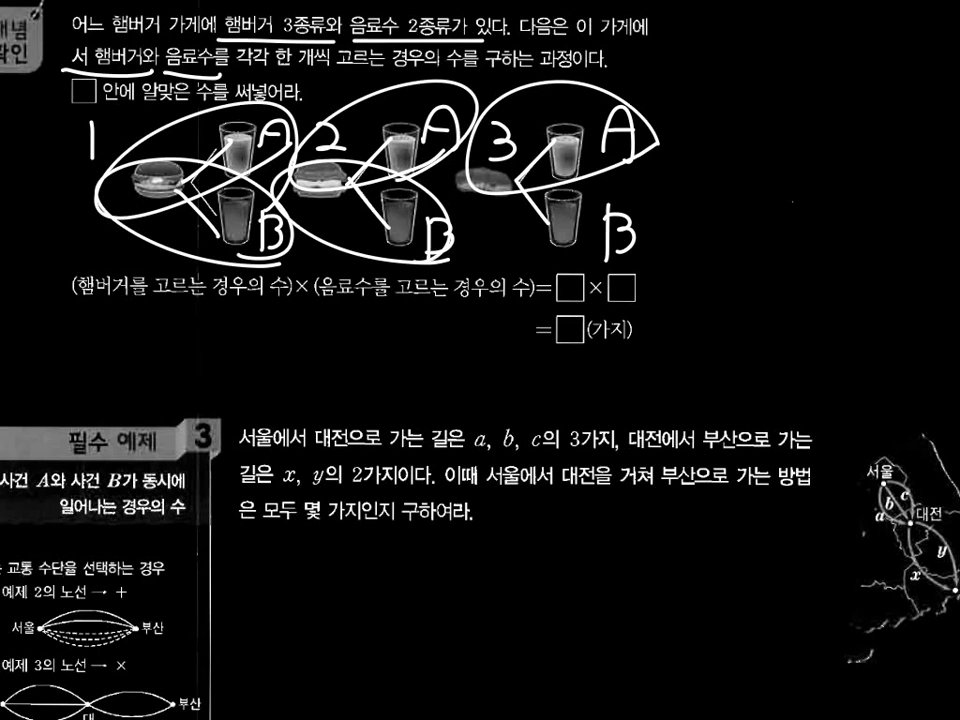 개념
확인
어느 햄버거 가게에 햄버거 3종류와 음료수 2종류가 있다. 다음은 이 가게에
서 햄버거와 음료수를 각각 한 개씩 고르는 경우의 수를 구하는 과정이다.
□ 안에 알맞은 수를 써넣어라.
1 A 2 A 3 A
B B B
(햄버거를 고르는 경우의 수)×(음료수를 고르는 경우의 수)=□×□
=□(가지)
필수 예제 3
사건 A와 사건 B가 동시에
일어나는 경우의 수
교통 수단을 선택하는 경우
예제 2의 노선 → +
서울 부산
예제 3의 노선 → ×
부산
대
서울에서 대전으로 가는 길은 a, b, c의 3가지, 대전에서 부산으로 가는
길은 x, y의 2가지이다. 이때 서울에서 대전을 거쳐 부산으로 가는 방법
은 모두 몇 가지인지 구하여라.
서울
c
b
a 대전
y
x